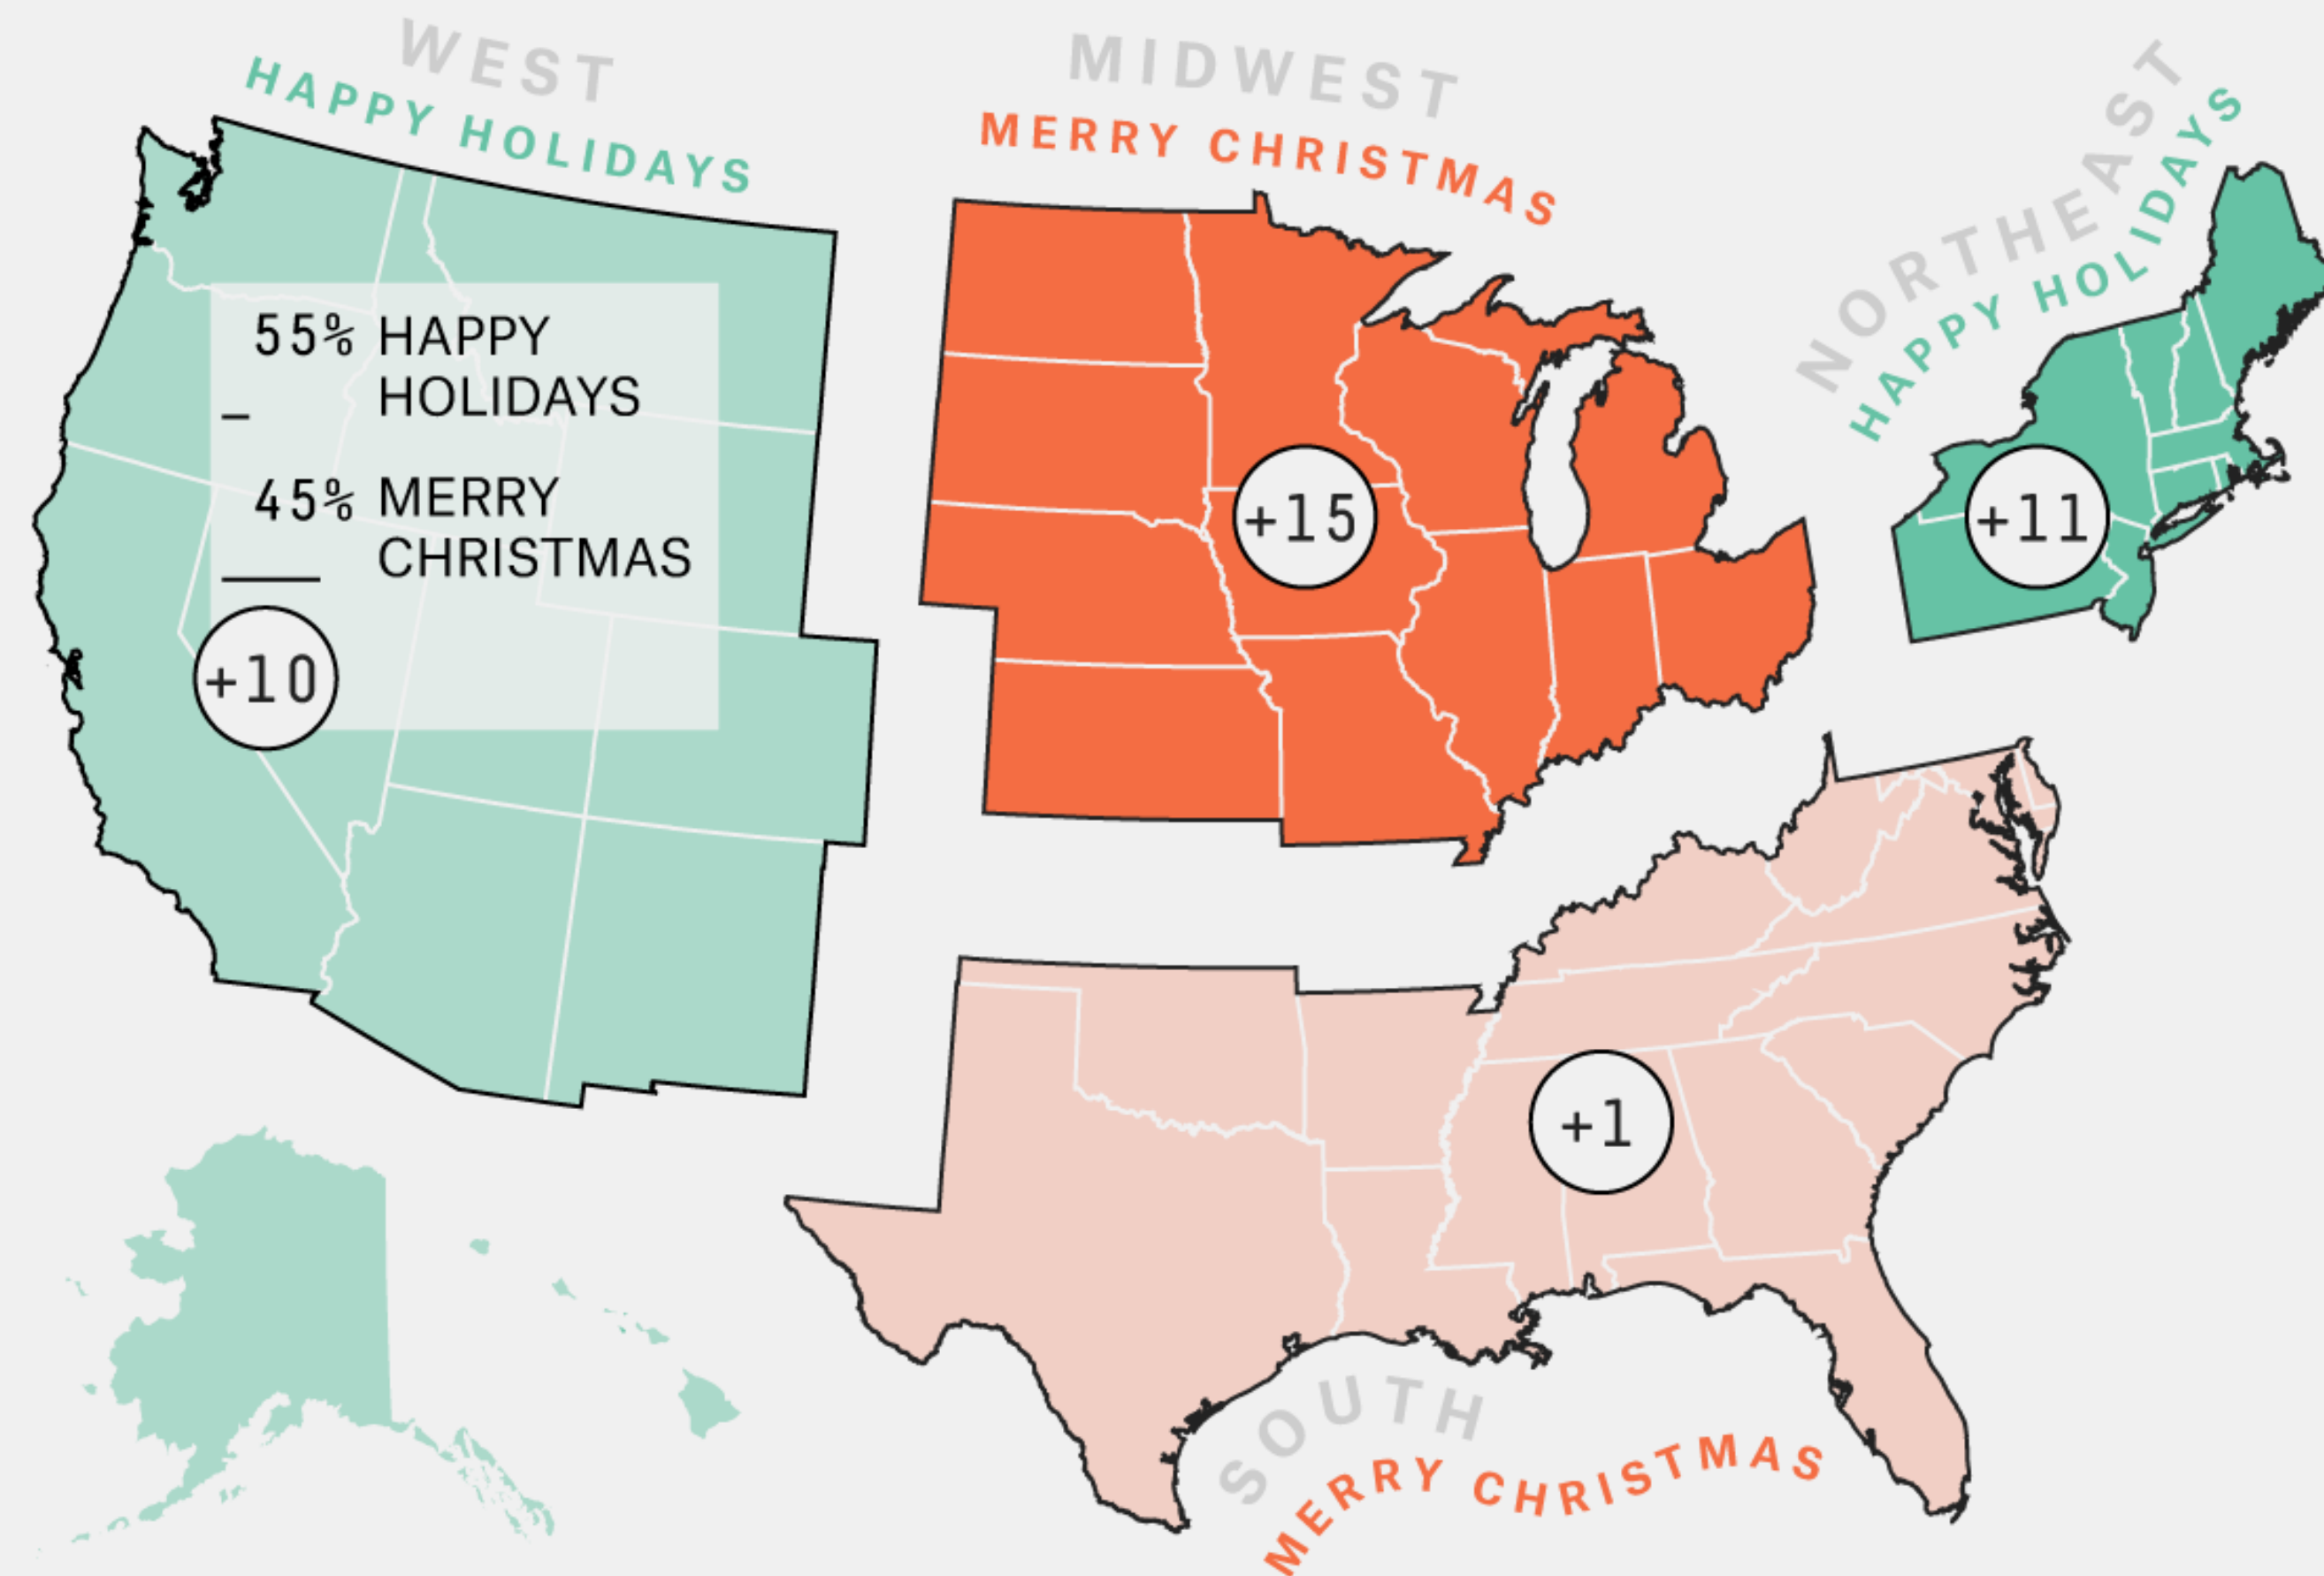 WEST
HAPPY HOLIDAYS
55% HAPPY
HOLIDAYS
–
45% MERRY
CHRISTMAS
+10
MIDWEST
MERRY CHRISTMAS
+15
NORTHEAST
HAPPY HOLIDAYS
+11
+1
SOUTH
MERRY CHRISTMAS